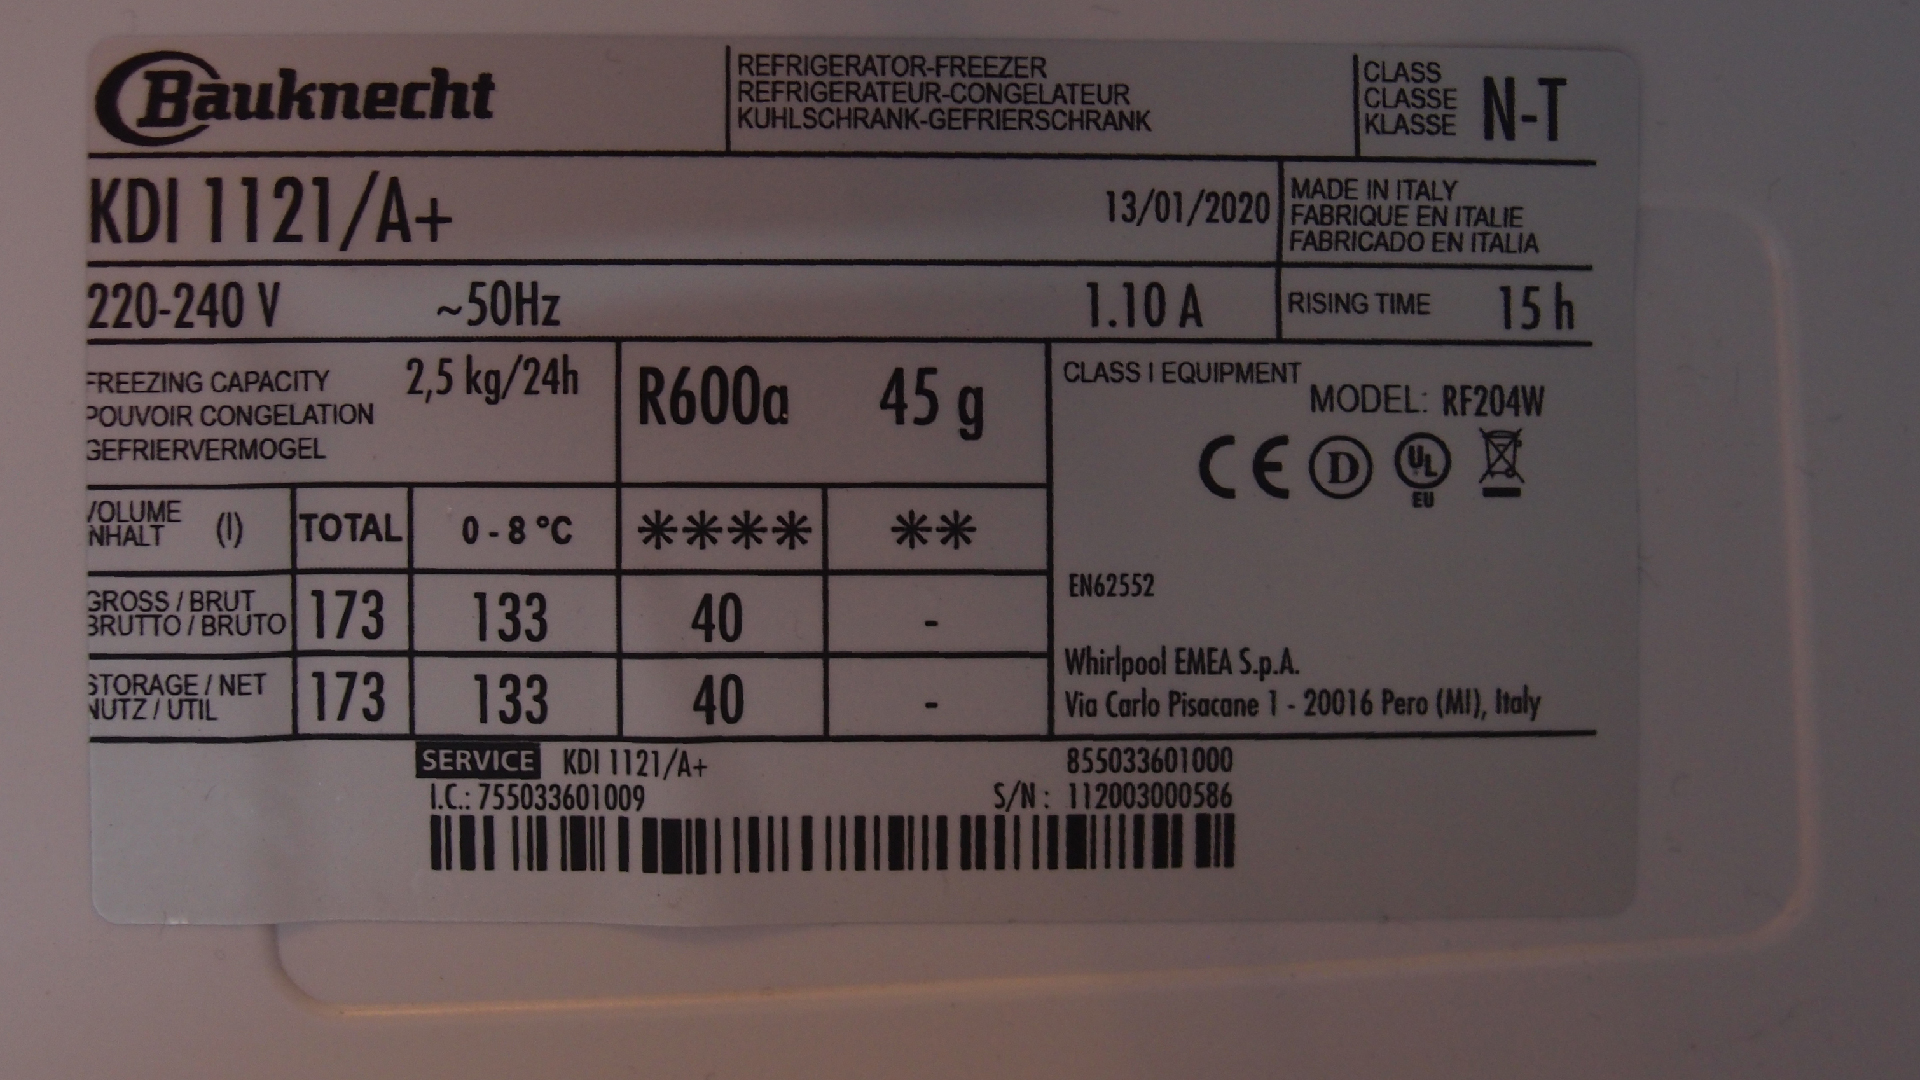 Bauknecht
REFRIGERATOR-FREEZER
REFRIGERATEUR-CONGELATEUR
KUHLSCHRANK-GEFRIERSCHRANK
CLASS
CLASSE
KLASSE
N-T
KDI 1121/A+
13/01/2020
MADE IN ITALY
FABRIQUE EN ITALIE
FABRICADO EN ITALIA
220-240 V ~50Hz 1.10 A
RISING TIME 15 h
FREEZING CAPACITY 2,5 kg/24h
POUVOIR CONGELATION
GEFRIERVERMOGEL
R600a 45 g
CLASS I EQUIPMENT
MODEL: RF204W
CE D UL
EU
VOLUME
INHALT
(l)
TOTAL 0 - 8 °C **** **
GROSS / BRUT
BRUTTO / BRUTO
173 133 40 -
STORAGE / NET
NUTZ / UTIL
173 133 40 -
EN62552
Whirlpool EMEA S.p.A.
Via Carlo Pisacane 1 - 20016 Pero (MI), Italy
SERVICE KDI 1121/A+ 855033601000
I.C.: 755033601009 S/N : 112003000586